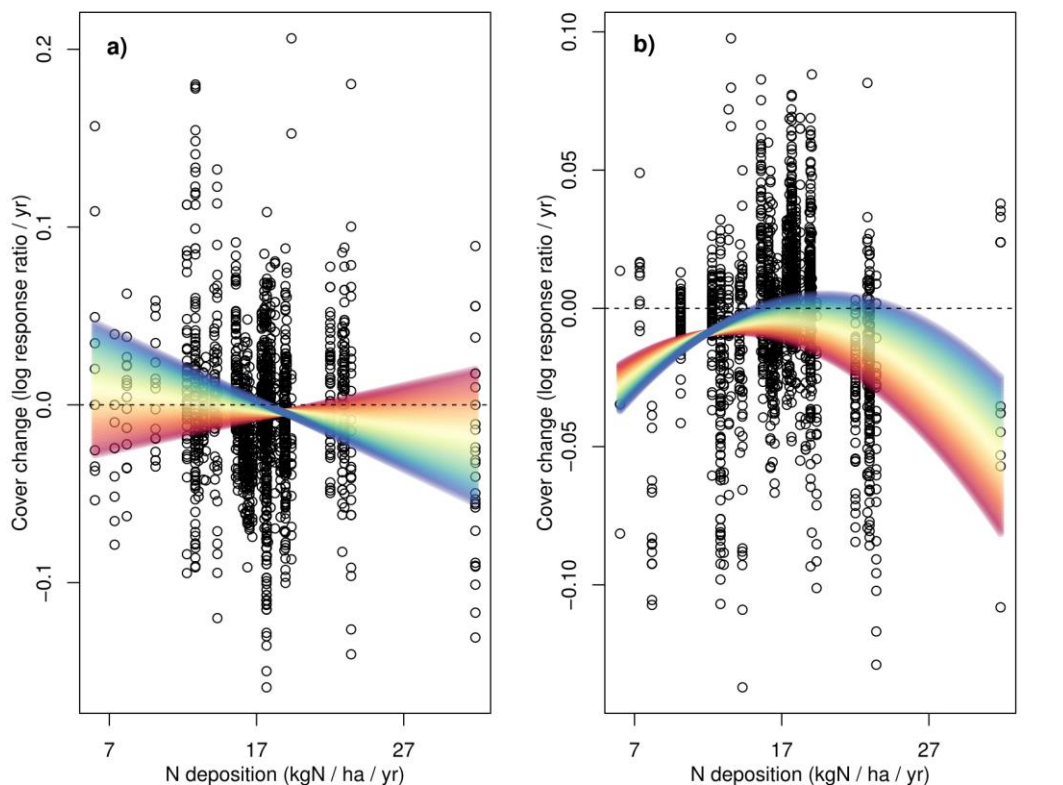 a)
Cover change (log response ratio / yr)
0.2
0.1
0.0
−0.1
7 17 27
N deposition (kgN / ha / yr)
b)
Cover change (log response ratio / yr)
0.10
0.05
0.00
−0.05
−0.10
7 17 27
N deposition (kgN / ha / yr)